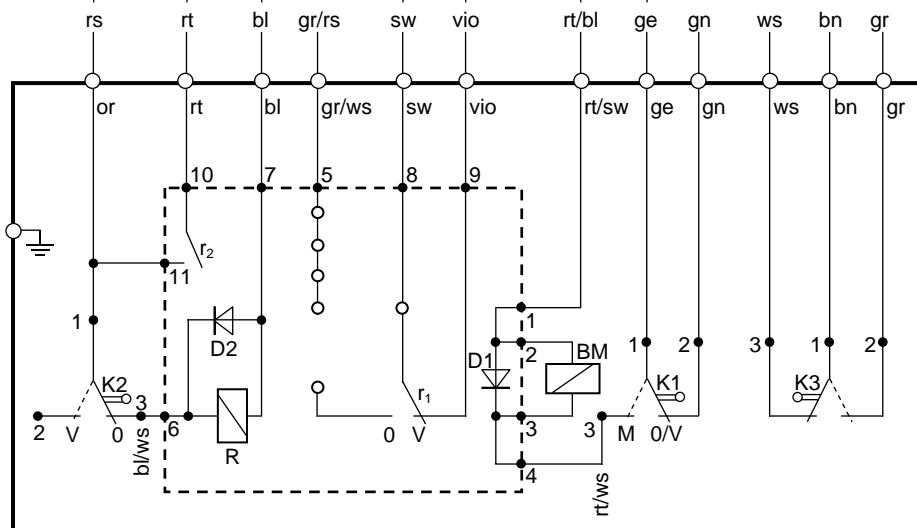 rs rt bl gr/rs sw vio rt/bl ge gn ws bn gr
or rt bl gr/ws sw vio rt/sw ge gn ws bn gr
10 7 5 8 9
r2
11
1 1
D2 2 BM 1 2 3 1 2
D1
K2 r1 K1 K3
3
2 V 0 6 0 V 3 3 M 0/V
R
4
bl/ws
rt/ws